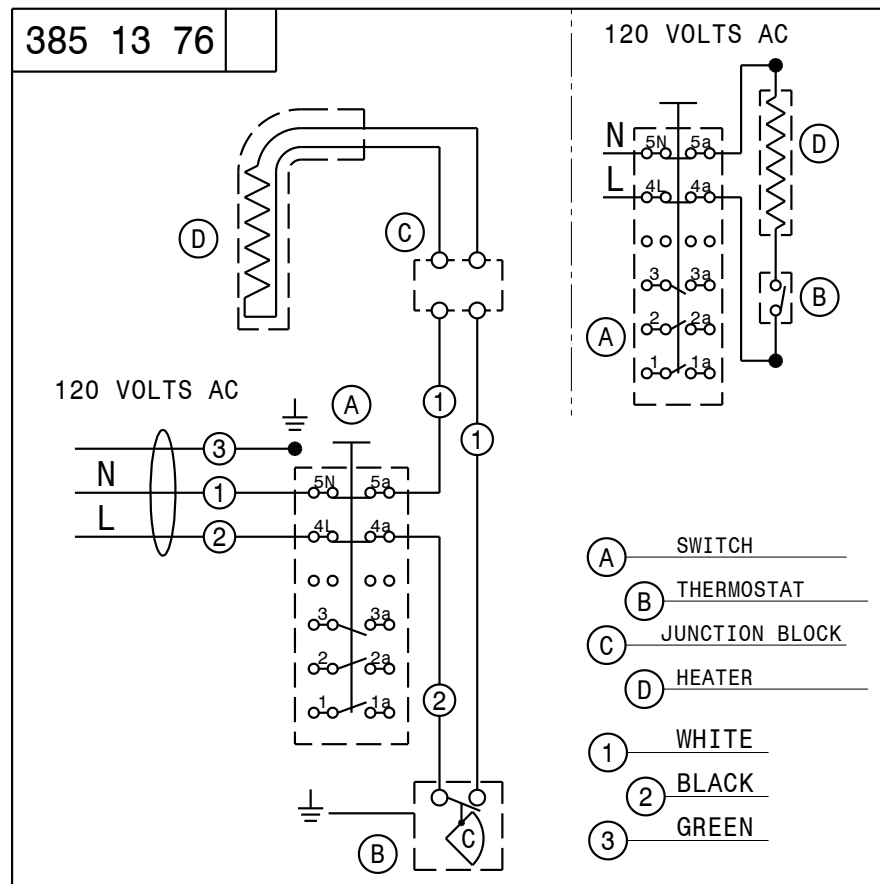 385 13 76
120 VOLTS AC
N
5N 5a
D
L
4L 4a
C
D
3 3a
B
2 2a
A
1 1a
120 VOLTS AC
A
1
3
1
N
1
5N 5a
L
2
4L 4a
3 3a
2 2a
1 1a
2
A SWITCH
B THERMOSTAT
C JUNCTION BLOCK
D HEATER
1 WHITE
2 BLACK
3 GREEN
C
B